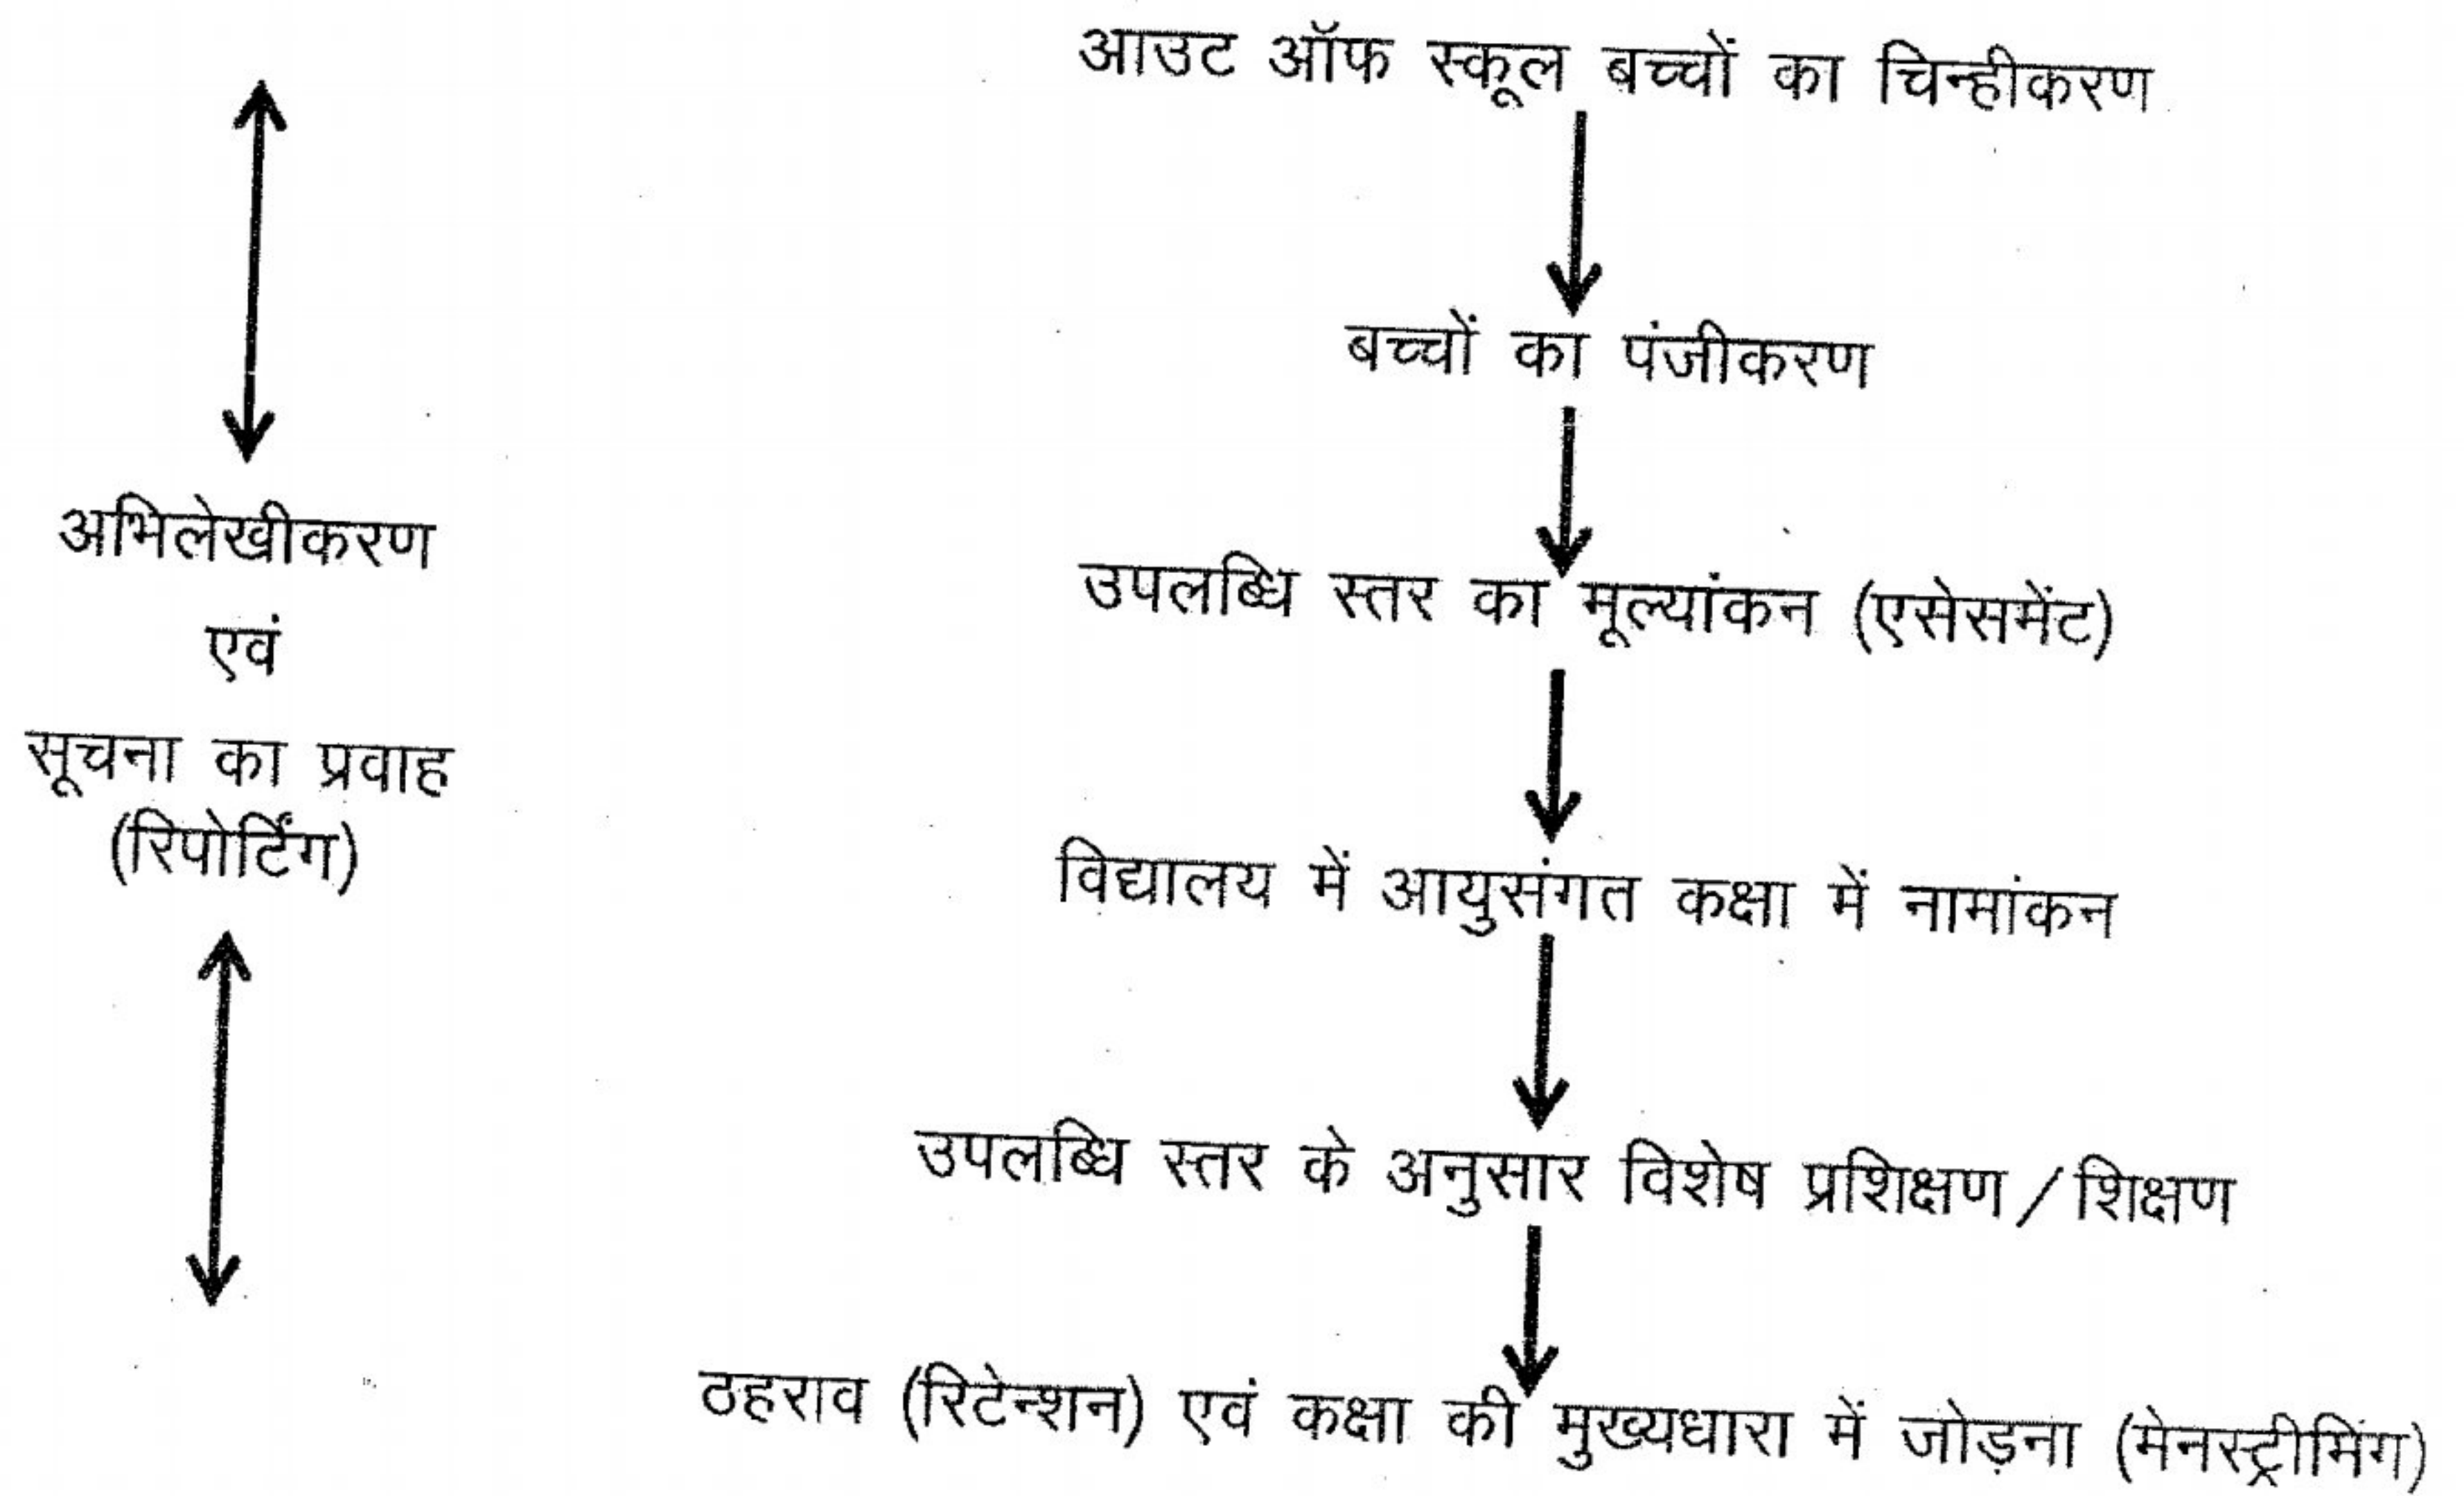 आउट ऑफ स्कूल बच्चों का चिन्हीकरण
बच्चों का पंजीकरण
उपलब्धि स्तर का मूल्यांकन (एसेसमेंट)
विद्यालय में आयुसंगत कक्षा में नामांकन
उपलब्धि स्तर के अनुसार विशेष प्रशिक्षण / शिक्षण
ठहराव (रिटेन्शन) एवं कक्षा की मुख्यधारा में जोड़ना (मेनस्ट्रीमिंग)
अभिलेखीकरण
एवं
सूचना का प्रवाह
(रिपोर्टिंग)